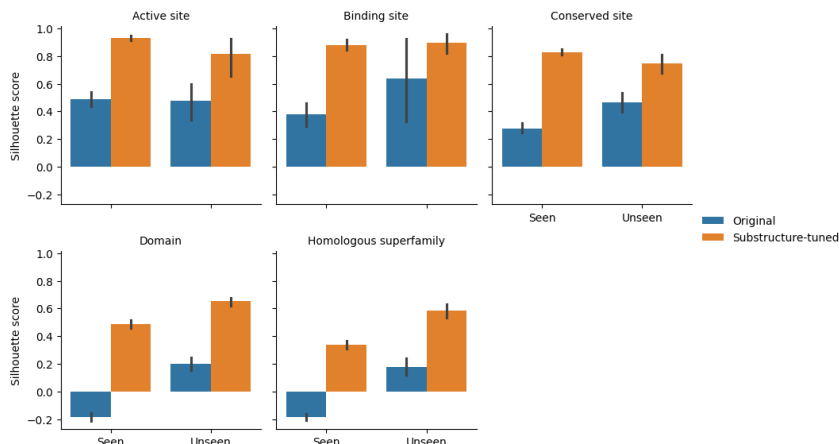 Active site
Binding site
Conserved site
Silhouette score
1.0
0.8
0.6
0.4
0.2
0.0
−0.2
Seen
Unseen
Original
Substructure-tuned
Domain
Homologous superfamily
Silhouette score
1.0
0.8
0.6
0.4
0.2
0.0
−0.2
Seen
Unseen
Seen
Unseen